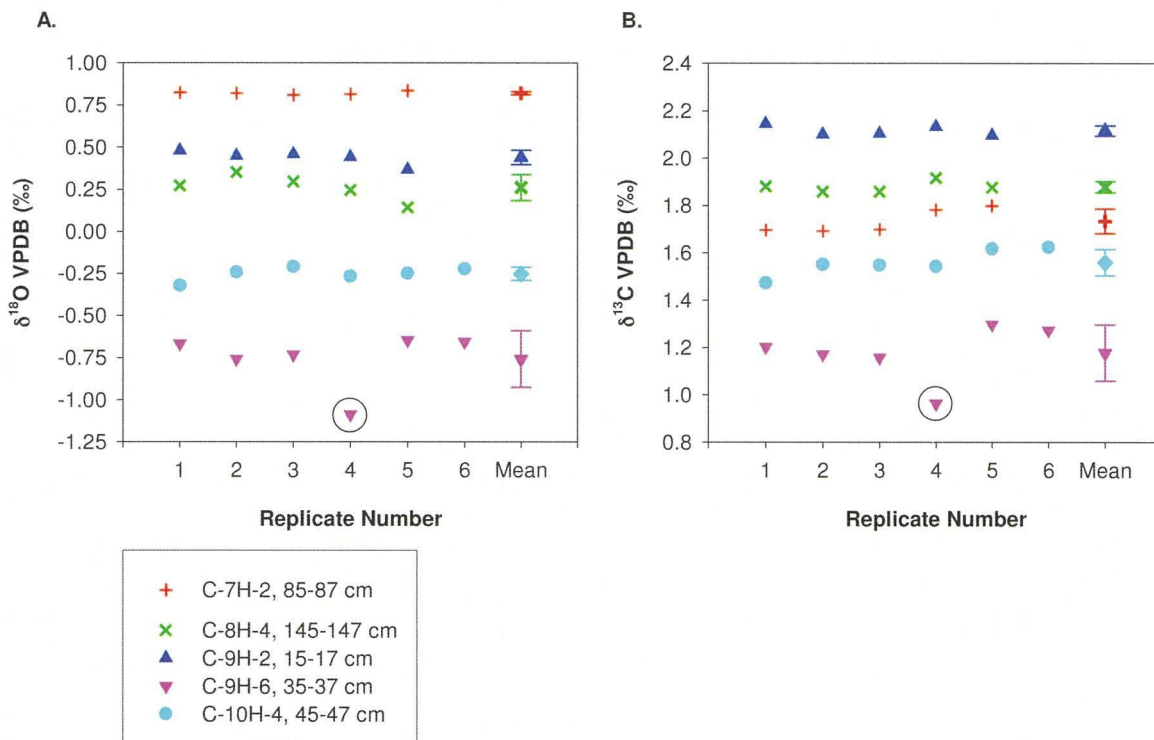 A.
1.00
0.75
0.50
0.25
0.00
-0.25
-0.50
-0.75
-1.00
-1.25
δ18O VPDB (‰)
1 2 3 4 5 6 Mean
Replicate Number
B.
2.4
2.2
2.0
1.8
1.6
1.4
1.2
1.0
0.8
δ13C VPDB (‰)
1 2 3 4 5 6 Mean
Replicate Number
C-7H-2, 85-87 cm
C-8H-4, 145-147 cm
C-9H-2, 15-17 cm
C-9H-6, 35-37 cm
C-10H-4, 45-47 cm